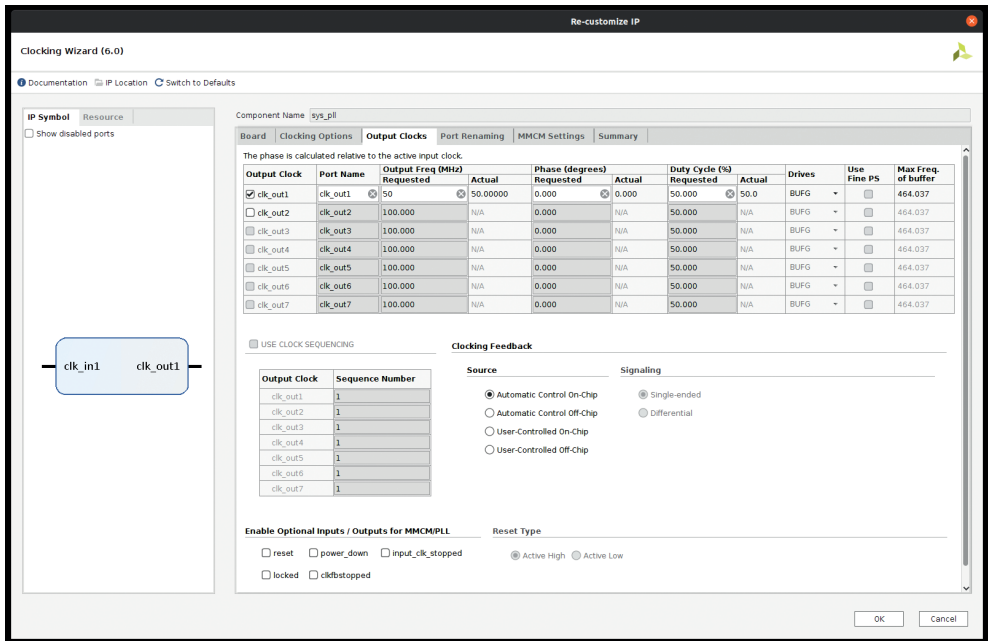 Re-customize IP
Clocking Wizard (6.0)
Documentation IP Location Switch to Defaults
IP Symbol Resource
Show disabled ports
clk_in1 clk_out1
Component Name sys_pll
Board Clocking Options Output Clocks Port Renaming MMCM Settings Summary
The phase is calculated relative to the active input clock.
Output Clock Port Name Output Freq (MHz) Phase (degrees) Duty Cycle (%) Drives Use Fine PS Max Freq. of buffer
Requested Actual Requested Actual Requested Actual
clk_out1 clk_out1 50 50.00000 0.000 0.000 50.000 50.0 BUFG 464.037
clk_out2 clk_out2 100.000 N/A 0.000 N/A 50.000 N/A BUFG 464.037
clk_out3 clk_out3 100.000 N/A 0.000 N/A 50.000 N/A BUFG 464.037
clk_out4 clk_out4 100.000 N/A 0.000 N/A 50.000 N/A BUFG 464.037
clk_out5 clk_out5 100.000 N/A 0.000 N/A 50.000 N/A BUFG 464.037
clk_out6 clk_out6 100.000 N/A 0.000 N/A 50.000 N/A BUFG 464.037
clk_out7 clk_out7 100.000 N/A 0.000 N/A 50.000 N/A BUFG 464.037
USE CLOCK SEQUENCING
Output Clock Sequence Number
clk_out1 1
clk_out2 1
clk_out3 1
clk_out4 1
clk_out5 1
clk_out6 1
clk_out7 1
Clocking Feedback
Source Signaling
Automatic Control On-Chip Single-ended
Automatic Control Off-Chip Differential
User-Controlled On-Chip
User-Controlled Off-Chip
Enable Optional Inputs / Outputs for MMCM/PLL Reset Type
reset power_down input_clk_stopped Active High Active Low
locked clkfbstopped
OK Cancel